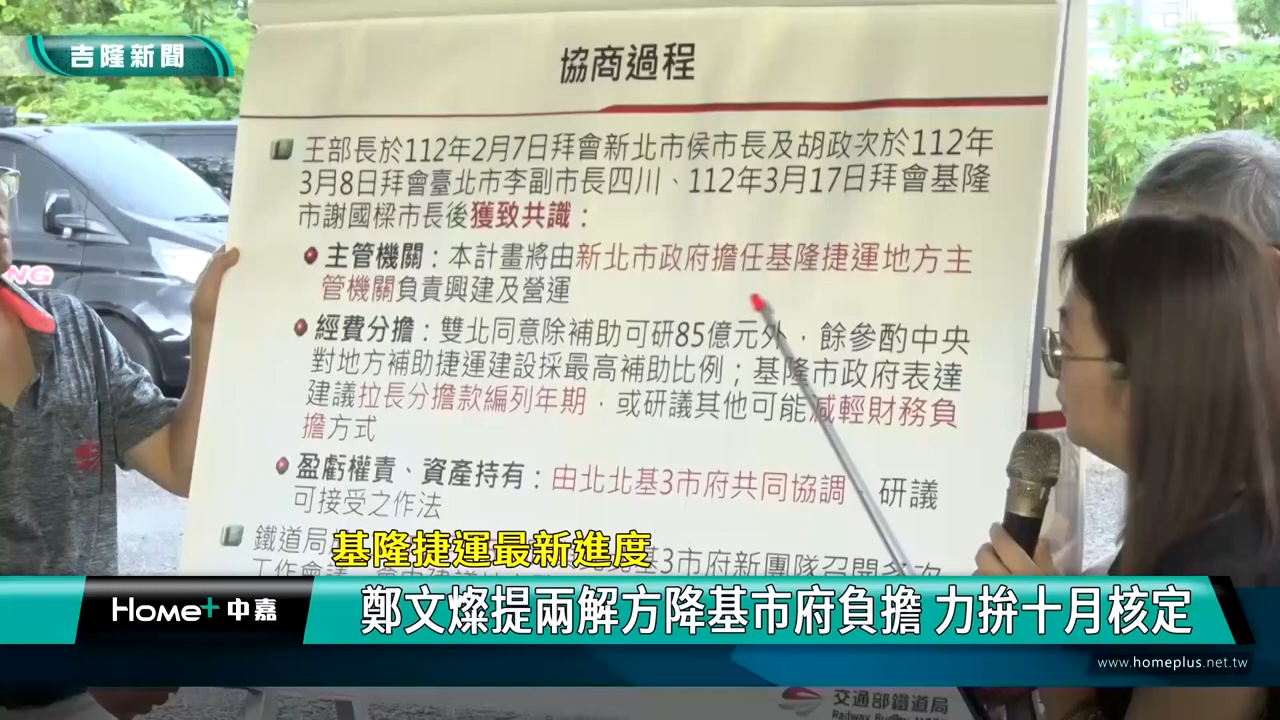 吉隆新聞
協商過程
王部長於112年2月7日拜會新北市侯市長及胡政次於112年
3月8日拜會臺北市李副市長四川、112年3月17日拜會基隆
市謝國樑市長後獲致共識：
主管機關：本計畫將由新北市政府擔任基隆捷運地方主
管機關負責興建及營運
經費分擔：雙北同意除補助可研85億元外，餘參酌中央
對地方補助捷運建設採最高補助比例；基隆市政府表達
建議拉長分擔款編列年期，或研議其他可能減輕財務負
擔方式
盈虧權責、資產持有：由北北基3市府共同協調，研議
可接受之作法
鐵道局
基3市府新團隊召開多次
工作會議
NG
基隆捷運最新進度
Home+中嘉
鄭文燦提兩解方降基市府負擔 力拚十月核定
www.homeplus.net.tw
交通部鐵道局
Railway